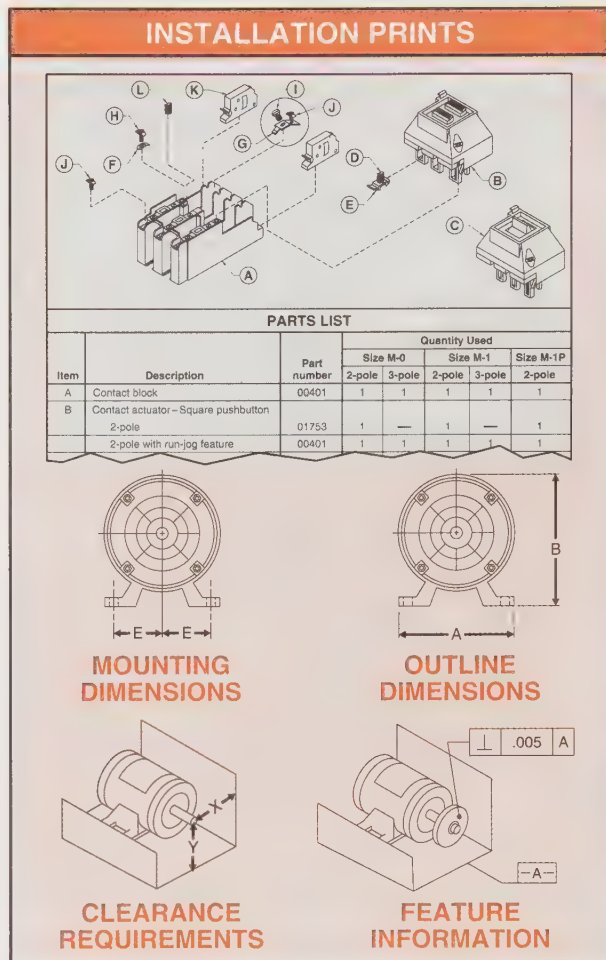 INSTALLATION PRINTS
L
K
I
H
J
G
F
D
J
B
E
C
A
PARTS LIST
Item Description Part number Quantity Used
Size M-0 Size M-1 Size M-1P
2-pole 3-pole 2-pole 3-pole 2-pole
A Contact block 00401 1 1 1 1 1
B Contact actuator – Square pushbutton
2-pole 01753 1 — 1 — 1
2-pole with run-jog feature 00401 1 1 1 1 1
E E
B
A
MOUNTING DIMENSIONS
OUTLINE DIMENSIONS
X
Y
⊥ .005 A
-A-
CLEARANCE REQUIREMENTS
FEATURE INFORMATION